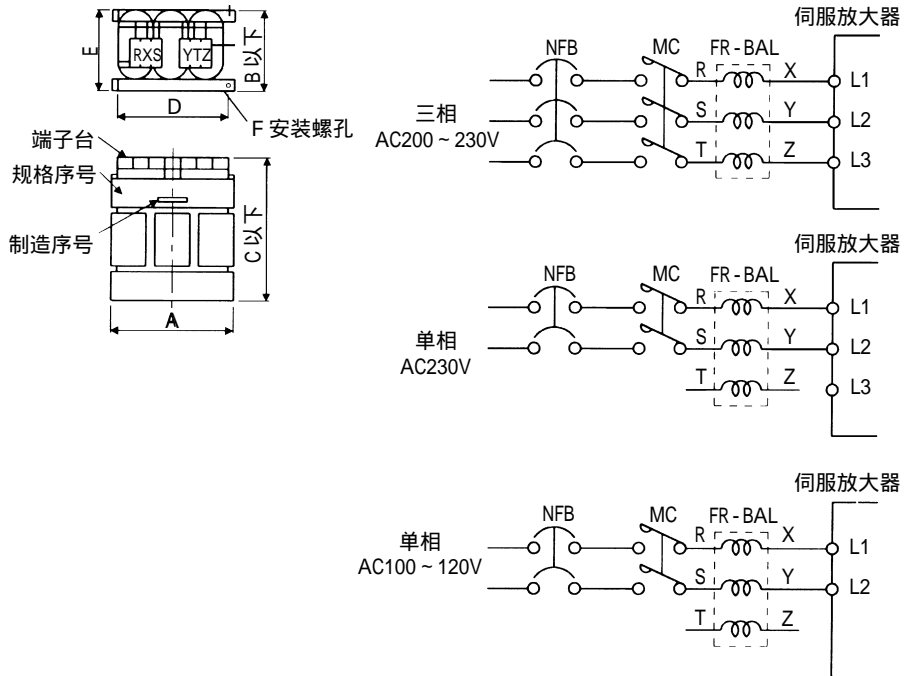 E
RXS
YTZ
B以下
D
F 安装螺孔
端子台
规格序号
制造序号
C以下
A
伺服放大器
NFB
MC
FR-BAL
三相
AC200 ~ 230V
R
X
L1
S
Y
L2
T
Z
L3
伺服放大器
NFB
MC
FR-BAL
单相
AC230V
R
X
L1
S
Y
L2
T
Z
L3
伺服放大器
NFB
MC
FR-BAL
单相
AC100 ~ 120V
R
X
L1
S
Y
L2
T
Z